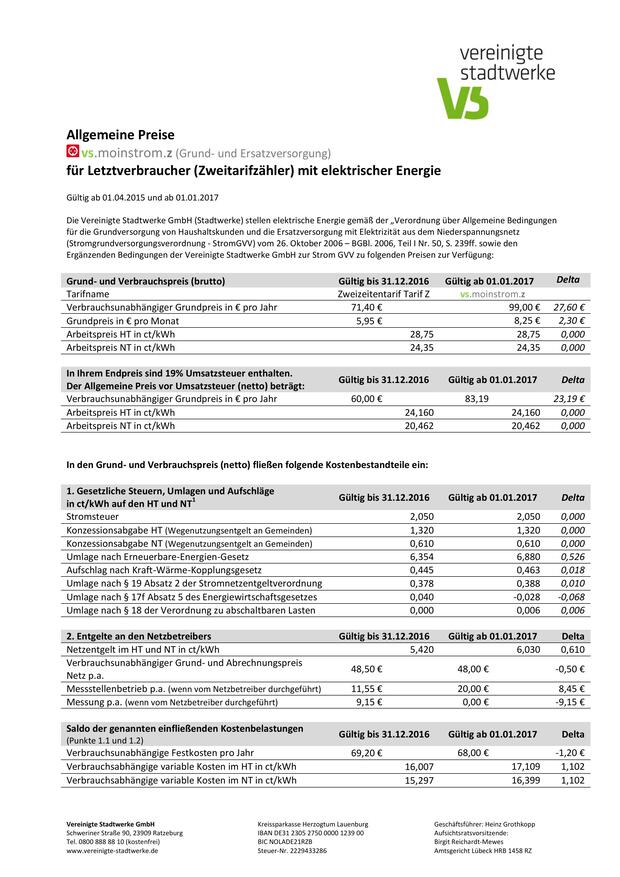 vereinigte
stadtwerke
VS
Allgemeine Preise
vs.moinstrom.z (Grund- und Ersatzversorgung)
für Letztverbraucher (Zweitarifzähler) mit elektrischer Energie
Gültig ab 01.04.2015 und ab 01.01.2017
Die Vereinigte Stadtwerke GmbH (Stadtwerke) stellen elektrische Energie gemäß der „Verordnung über Allgemeine Bedingungen
für die Grundversorgung von Haushaltskunden und die Ersatzversorgung mit Elektrizität aus dem Niederspannungsnetz
(Stromgrundversorgungsverordnung - StromGVV) vom 26. Oktober 2006 – BGBl. 2006, Teil I Nr. 50, S. 239ff. sowie den
Ergänzenden Bedingungen der Vereinigte Stadtwerke GmbH zur Strom GVV zu folgenden Preisen zur Verfügung:
Grund- und Verbrauchspreis (brutto) Gültig bis 31.12.2016 Gültig ab 01.01.2017 Delta
Tarifname Zweizeitentarif Tarif Z vs.moinstrom.z
Verbrauchsunabhängiger Grundpreis in € pro Jahr 71,40 € 99,00 € 27,60 €
Grundpreis in € pro Monat 5,95 € 8,25 € 2,30 €
Arbeitspreis HT in ct/kWh 28,75 28,75 0,000
Arbeitspreis NT in ct/kWh 24,35 24,35 0,000
In Ihrem Endpreis sind 19% Umsatzsteuer enthalten.
Der Allgemeine Preis vor Umsatzsteuer (netto) beträgt: Gültig bis 31.12.2016 Gültig ab 01.01.2017 Delta
Verbrauchsunabhängiger Grundpreis in € pro Jahr 60,00 € 83,19 23,19 €
Arbeitspreis HT in ct/kWh 24,160 24,160 0,000
Arbeitspreis NT in ct/kWh 20,462 20,462 0,000
In den Grund- und Verbrauchspreis (netto) fließen folgende Kostenbestandteile ein:
1. Gesetzliche Steuern, Umlagen und Aufschläge
in ct/kWh auf den HT und NT¹ Gültig bis 31.12.2016 Gültig ab 01.01.2017 Delta
Stromsteuer 2,050 2,050 0,000
Konzessionsabgabe HT (Wegenutzungsentgelt an Gemeinden) 1,320 1,320 0,000
Konzessionsabgabe NT (Wegenutzungsentgelt an Gemeinden) 0,610 0,610 0,000
Umlage nach Erneuerbare-Energien-Gesetz 6,354 6,880 0,526
Aufschlag nach Kraft-Wärme-Kopplungsgesetz 0,445 0,463 0,018
Umlage nach § 19 Absatz 2 der Stromnetzentgeltverordnung 0,378 0,388 0,010
Umlage nach § 17f Absatz 5 des Energiewirtschaftsgesetzes 0,040 -0,028 -0,068
Umlage nach § 18 der Verordnung zu abschaltbaren Lasten 0,000 0,006 0,006
2. Entgelte an den Netzbetreibers Gültig bis 31.12.2016 Gültig ab 01.01.2017 Delta
Netzentgelt im HT und NT in ct/kWh 5,420 6,030 0,610
Verbrauchsunabhängiger Grund- und Abrechnungspreis
Netz p.a. 48,50 € 48,00 € -0,50 €
Messstellenbetrieb p.a. (wenn vom Netzbetreiber durchgeführt) 11,55 € 20,00 € 8,45 €
Messung p.a. (wenn vom Netzbetreiber durchgeführt) 9,15 € 0,00 € -9,15 €
Saldo der genannten einfließenden Kostenbelastungen
(Punkte 1.1 und 1.2) Gültig bis 31.12.2016 Gültig ab 01.01.2017 Delta
Verbrauchsunabhängige Festkosten pro Jahr 69,20 € 68,00 € -1,20 €
Verbrauchsabhängige variable Kosten im HT in ct/kWh 16,007 17,109 1,102
Verbrauchsabhängige variable Kosten im NT in ct/kWh 15,297 16,399 1,102
Vereinigte Stadtwerke GmbH
Schweriner Straße 90, 23909 Ratzeburg
Tel. 0800 888 88 10 (kostenfrei)
www.vereinigte-stadtwerke.de
Kreissparkasse Herzogtum Lauenburg
IBAN DE31 2305 2750 0000 1239 00
BIC NOLADE21RZB
Steuer-Nr. 2229433286
Geschäftsführer: Heinz Grothkopp
Aufsichtsratsvorsitzende:
Birgit Reichardt-Mewes
Amtsgericht Lübeck HRB 1458 RZ